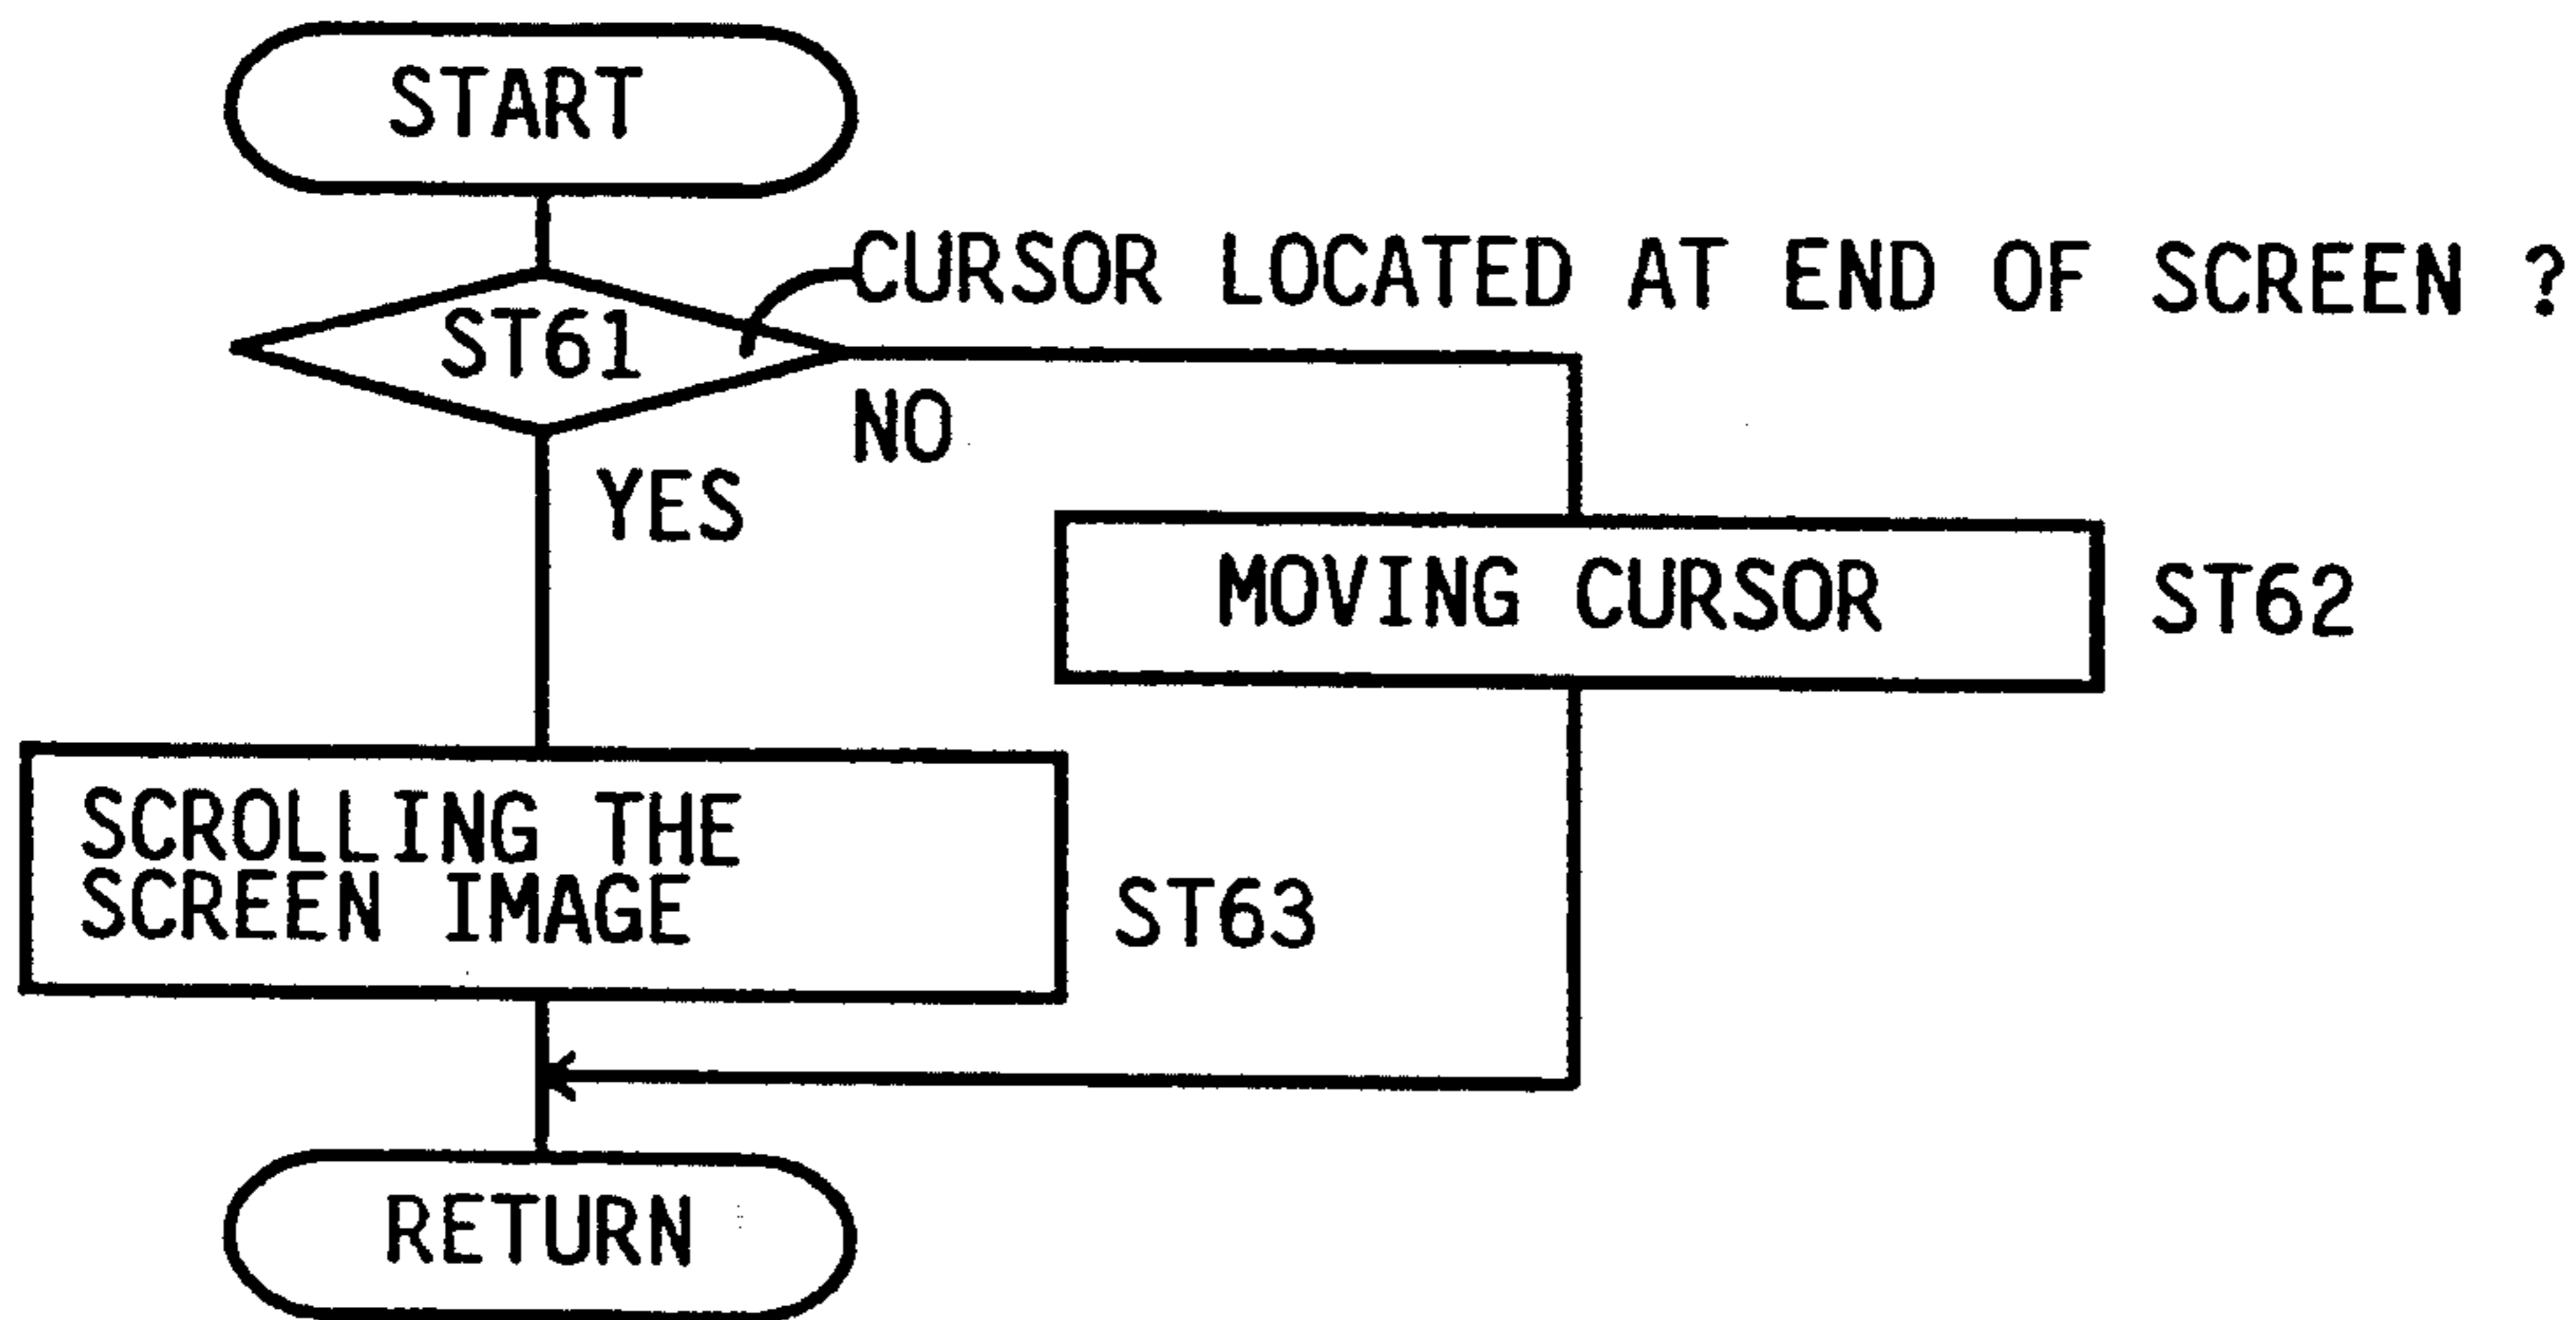 START
CURSOR LOCATED AT END OF SCREEN ?
ST61
NO
YES
MOVING CURSOR
ST62
SCROLLING THE
SCREEN IMAGE
ST63
RETURN